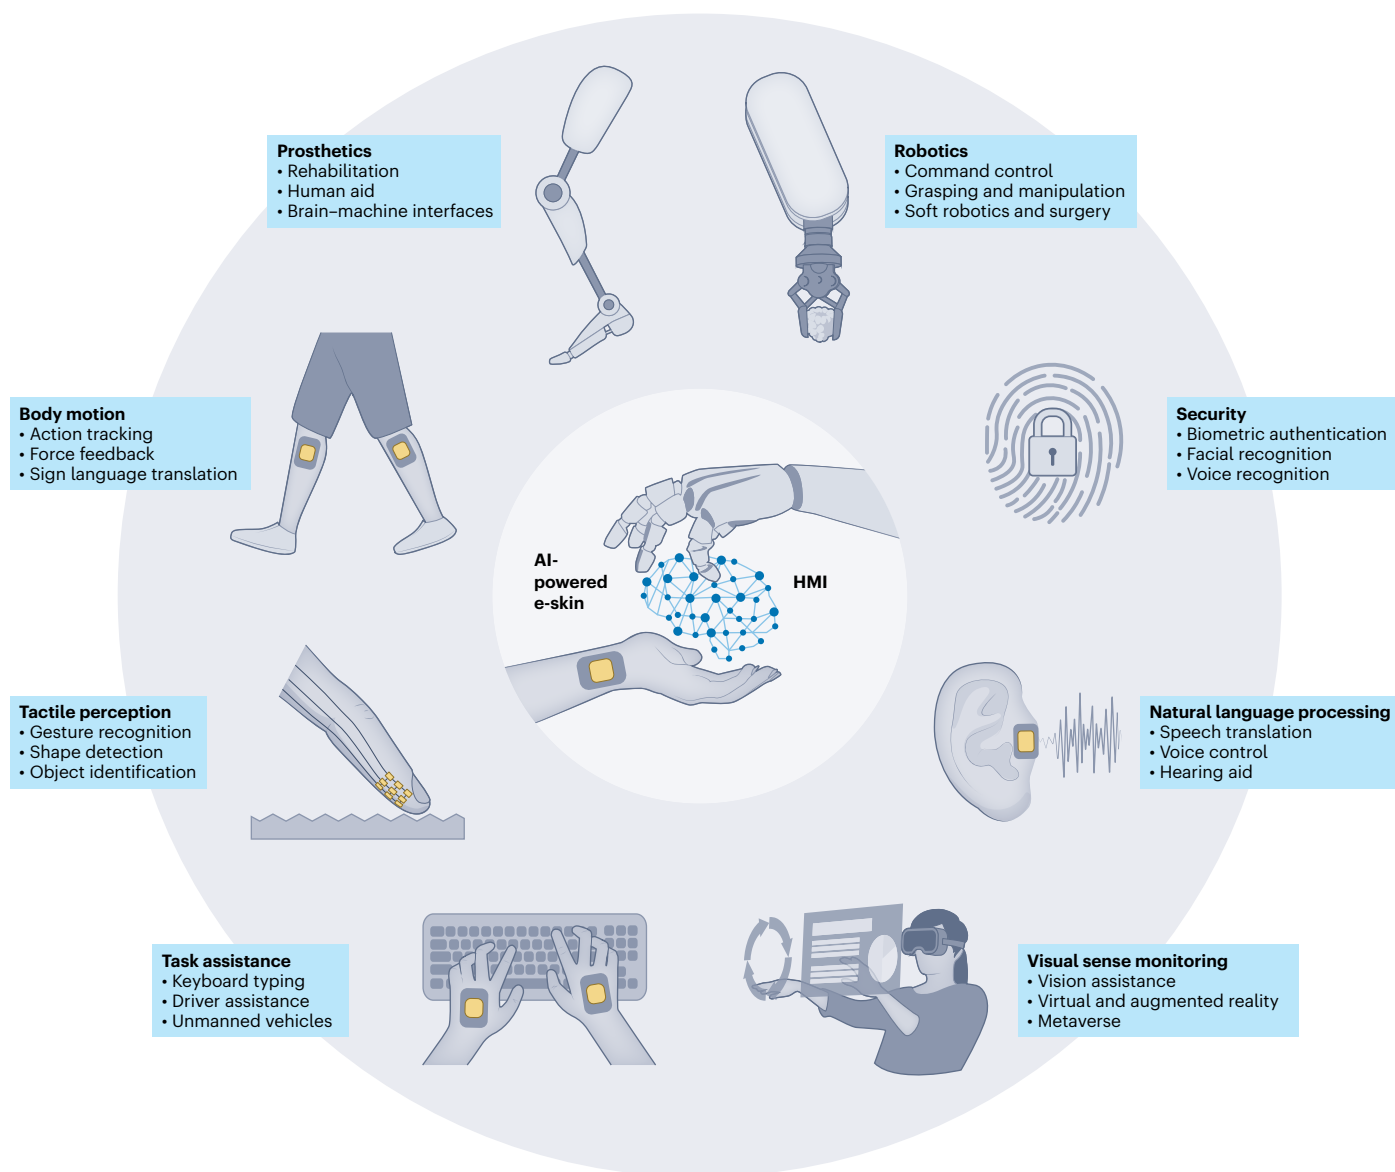 Prosthetics
• Rehabilitation
• Human aid
• Brain–machine interfaces
Robotics
• Command control
• Grasping and manipulation
• Soft robotics and surgery
Body motion
• Action tracking
• Force feedback
• Sign language translation
Security
• Biometric authentication
• Facial recognition
• Voice recognition
AI-
powered
e-skin
HMI
Tactile perception
• Gesture recognition
• Shape detection
• Object identification
Natural language processing
• Speech translation
• Voice control
• Hearing aid
Task assistance
• Keyboard typing
• Driver assistance
• Unmanned vehicles
Visual sense monitoring
• Vision assistance
• Virtual and augmented reality
• Metaverse